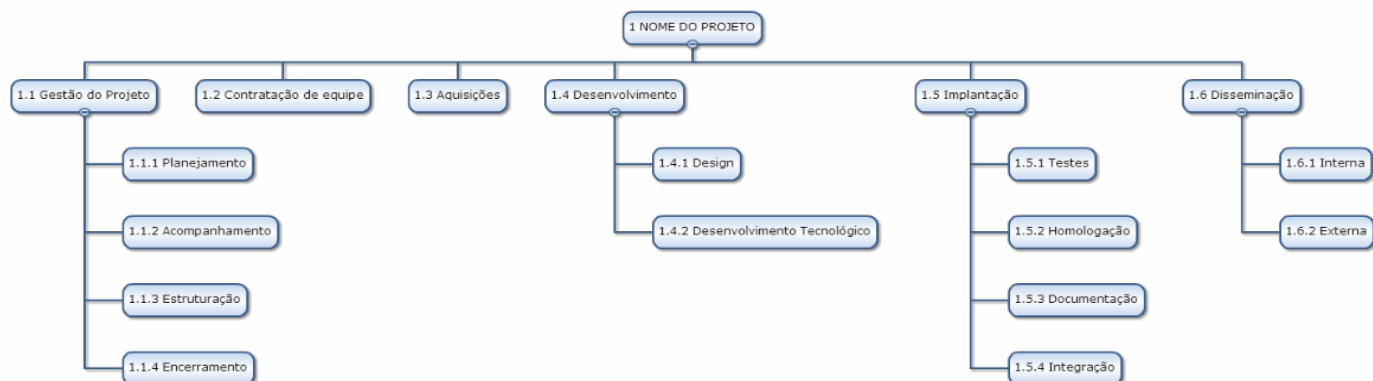 1 NOME DO PROJETO
1.1 Gestão do Projeto
1.2 Contratação de equipe
1.3 Aquisições
1.4 Desenvolvimento
1.5 Implantação
1.6 Disseminação
1.1.1 Planejamento
1.4.1 Design
1.5.1 Testes
1.6.1 Interna
1.1.2 Acompanhamento
1.4.2 Desenvolvimento Tecnológico
1.5.2 Homologação
1.6.2 Externa
1.1.3 Estruturação
1.5.3 Documentação
1.1.4 Encerramento
1.5.4 Integração